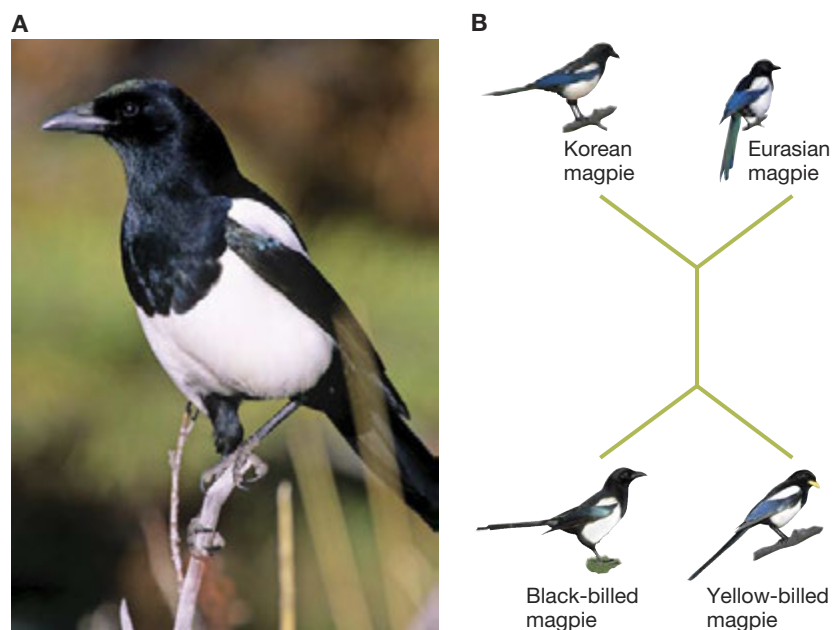 A
B
Korean
magpie
Eurasian
magpie
Black-billed
magpie
Yellow-billed
magpie